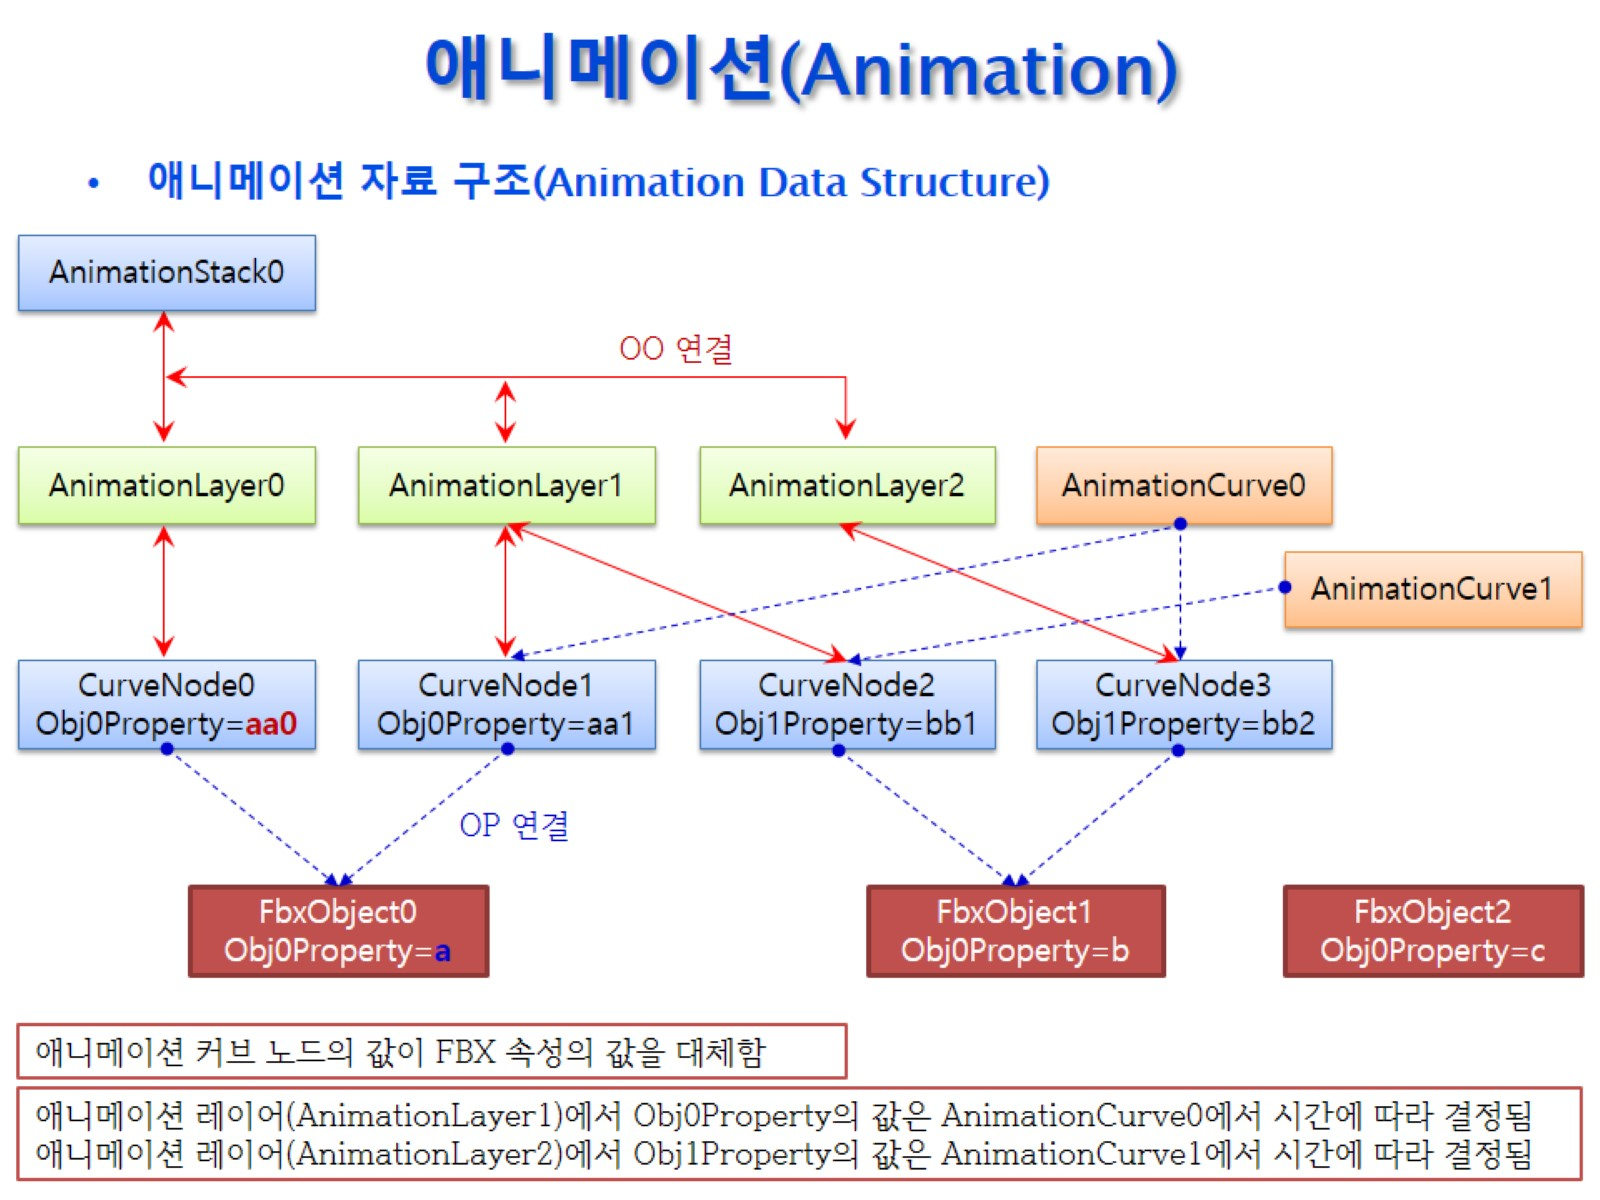 애니메이션(Animation)
• 애니메이션 자료 구조(Animation Data Structure)
AnimationStack0
OO 연결
AnimationLayer0
AnimationLayer1
AnimationLayer2
AnimationCurve0
AnimationCurve1
CurveNode0
Obj0Property=aa0
CurveNode1
Obj0Property=aa1
CurveNode2
Obj1Property=bb1
CurveNode3
Obj1Property=bb2
OP 연결
FbxObject0
Obj0Property=a
FbxObject1
Obj0Property=b
FbxObject2
Obj0Property=c
애니메이션 커브 노드의 값이 FBX 속성의 값을 대체함
애니메이션 레이어(AnimationLayer1)에서 Obj0Property의 값은 AnimationCurve0에서 시간에 따라 결정됨
애니메이션 레이어(AnimationLayer2)에서 Obj1Property의 값은 AnimationCurve1에서 시간에 따라 결정됨